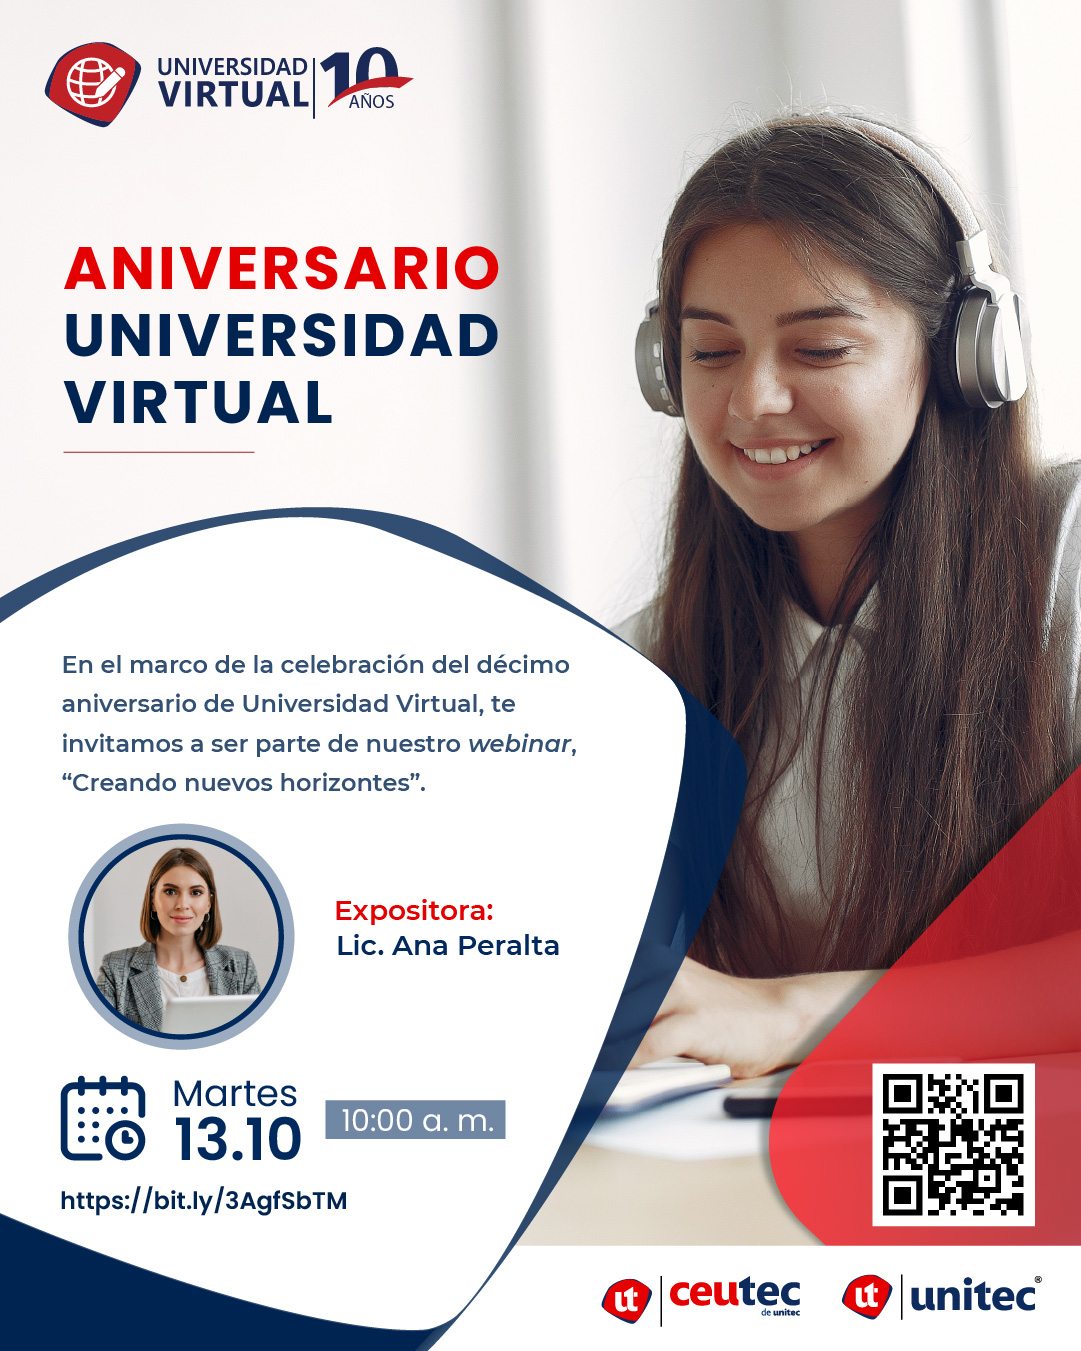 UNIVERSIDAD
VIRTUAL
10
AÑOS
ANIVERSARIO
UNIVERSIDAD
VIRTUAL
En el marco de la celebración del décimo
aniversario de Universidad Virtual, te
invitamos a ser parte de nuestro webinar,
“Creando nuevos horizontes”.
Expositora:
Lic. Ana Peralta
Martes
13.10
10:00 a. m.
https://bit.ly/3AgfSbTM
ut
ceutec
de unitec
ut
unitec®